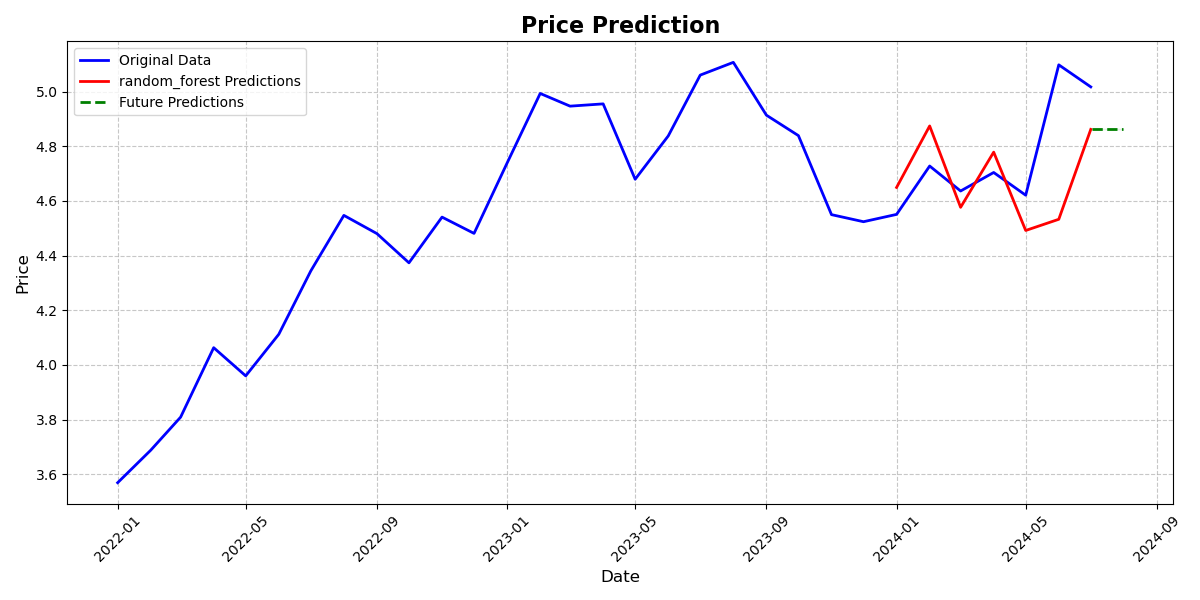 Price Prediction
Original Data
random_forest Predictions
Future Predictions
Price
5.0
4.8
4.6
4.4
4.2
4.0
3.8
3.6
2022-01
2022-05
2022-09
2023-01
2023-05
2023-09
2024-01
2024-05
2024-09
Date